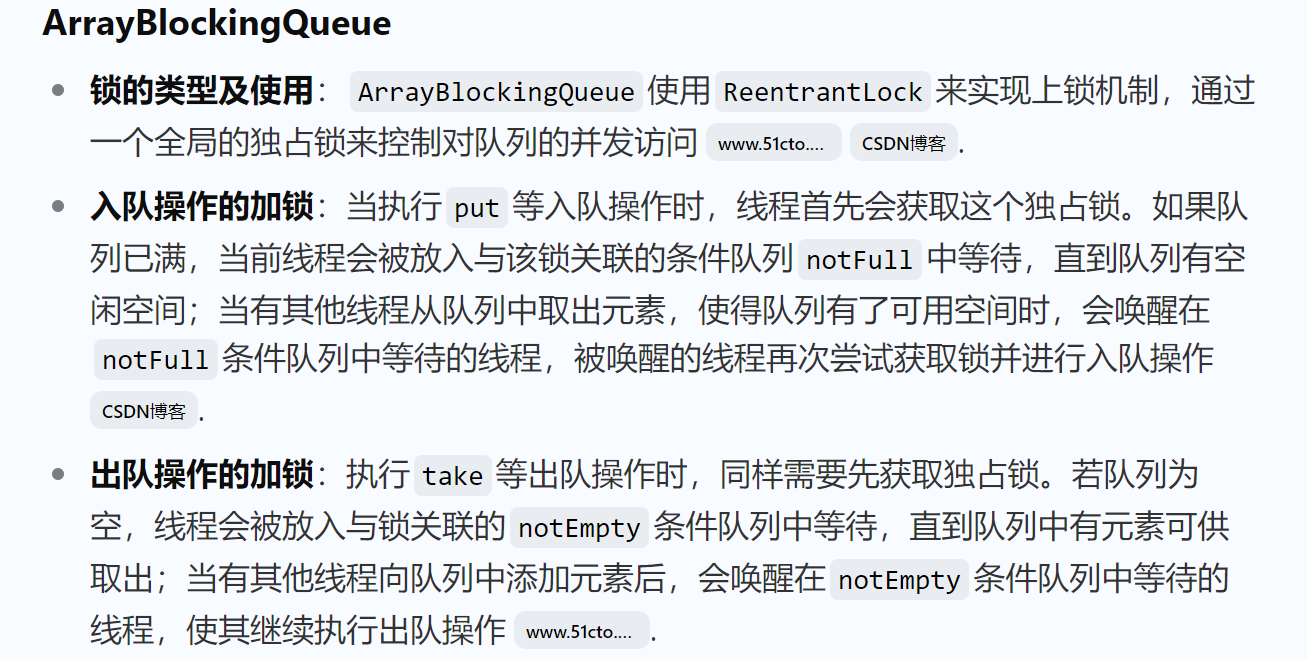 ArrayBlockingQueue
锁的类型及使用：ArrayBlockingQueue 使用 ReentrantLock 来实现上锁机制，通过
一个全局的独占锁来控制对队列的并发访问 www.51cto.... CSDN博客 .
入队操作的加锁：当执行 put 等入队操作时，线程首先会获取这个独占锁。如果队
列已满，当前线程会被放入与该锁关联的条件队列 notFull 中等待，直到队列有空
闲空间；当有其他线程从队列中取出元素，使得队列有了可用空间时，会唤醒在
notFull 条件队列中等待的线程，被唤醒的线程再次尝试获取锁并进行入队操作
CSDN博客 .
出队操作的加锁：执行 take 等出队操作时，同样需要先获取独占锁。若队列为
空，线程会被放入与锁关联的 notEmpty 条件队列中等待，直到队列中有元素可供
取出；当有其他线程向队列中添加元素后，会唤醒在 notEmpty 条件队列中等待的
线程，使其继续执行出队操作 www.51cto.... .